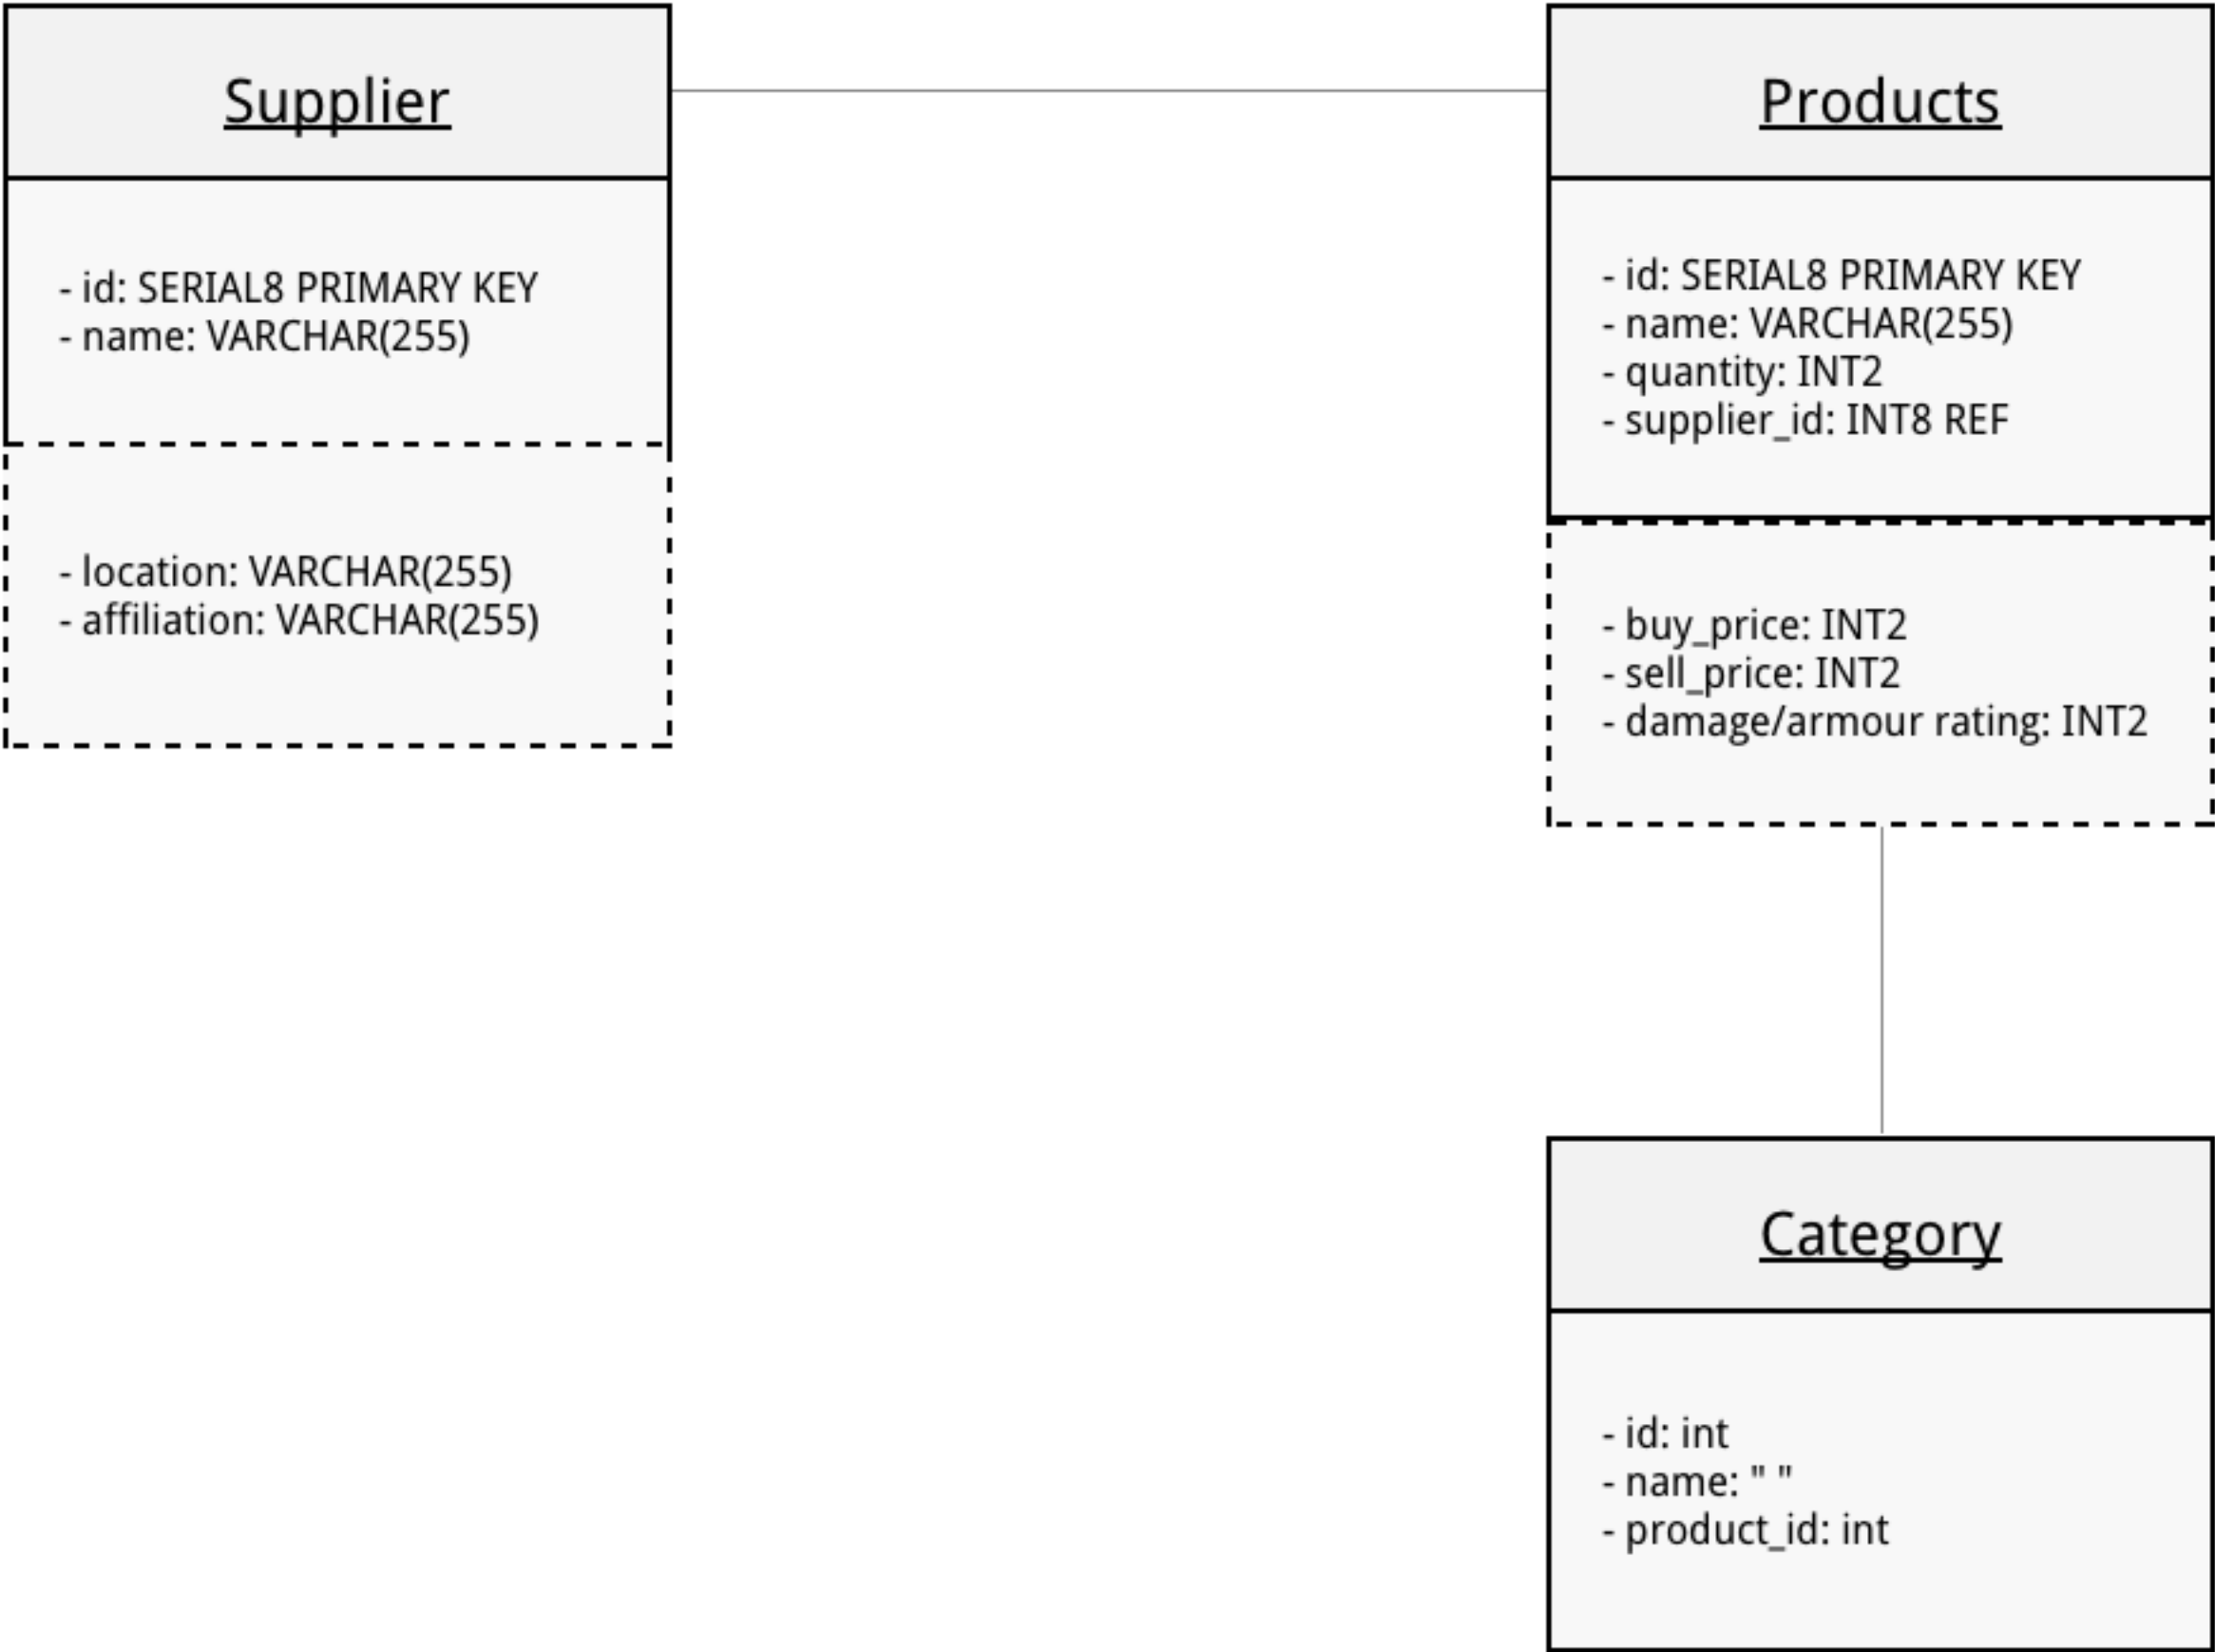 Supplier
- id: SERIAL8 PRIMARY KEY
- name: VARCHAR(255)
- location: VARCHAR(255)
- affiliation: VARCHAR(255)
Products
- id: SERIAL8 PRIMARY KEY
- name: VARCHAR(255)
- quantity: INT2
- supplier_id: INT8 REF
- buy_price: INT2
- sell_price: INT2
- damage/armour rating: INT2
Category
- id: int
- name: " "
- product_id: int